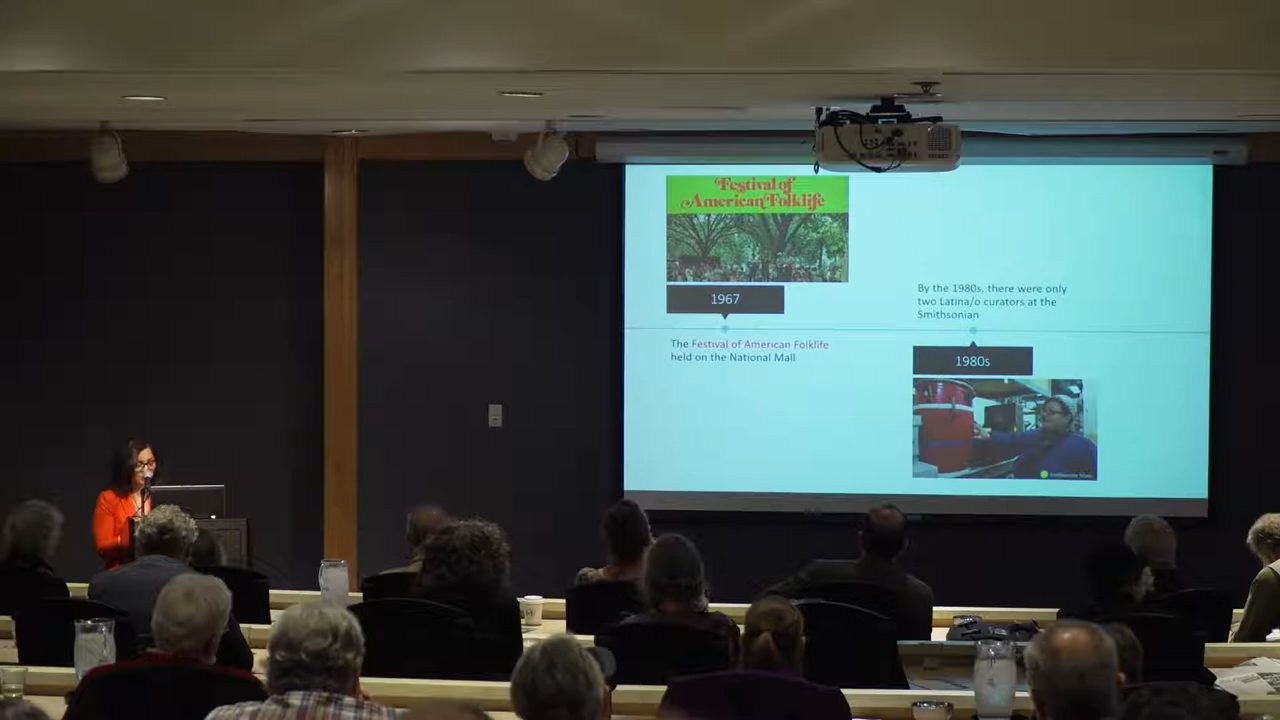 Festival of
American Folklife
1967
The Festival of American Folklife
held on the National Mall
By the 1980s, there were only
two Latina/o curators at the
Smithsonian
1980s